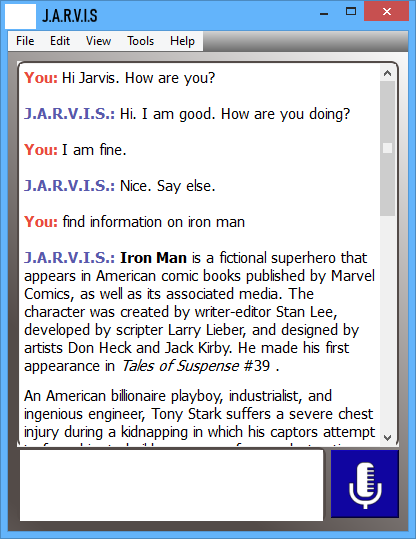 J.A.R.V.I.S
File Edit View Tools Help
You: Hi Jarvis. How are you?
J.A.R.V.I.S.: Hi. I am good. How are you doing?
You: I am fine.
J.A.R.V.I.S.: Nice. Say else.
You: find information on iron man
J.A.R.V.I.S.: Iron Man is a fictional superhero that
appears in American comic books published by Marvel
Comics, as well as its associated media. The
character was created by writer-editor Stan Lee,
developed by scripter Larry Lieber, and designed by
artists Don Heck and Jack Kirby. He made his first
appearance in Tales of Suspense #39 .
An American billionaire playboy, industrialist, and
ingenious engineer, Tony Stark suffers a severe chest
injury during a kidnapping in which his captors attempt